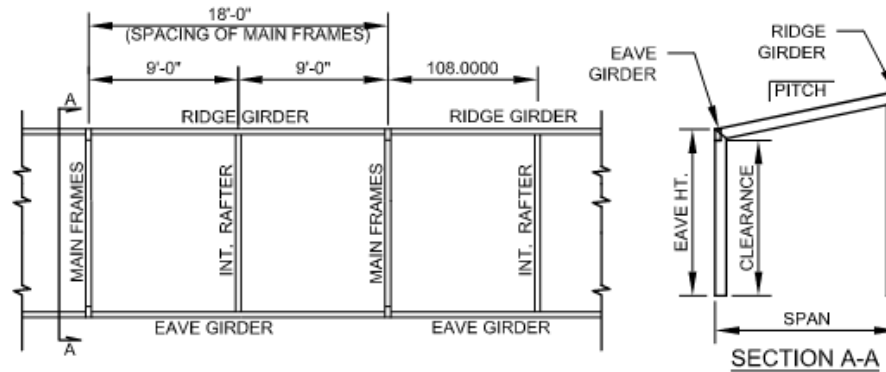 18'-0"
(SPACING OF MAIN FRAMES)
9'-0"
9'-0"
108.0000
A
RIDGE GIRDER
RIDGE GIRDER
MAIN FRAMES
INT. RAFTER
MAIN FRAMES
INT. RAFTER
EAVE GIRDER
EAVE GIRDER
A
RIDGE
GIRDER
EAVE
GIRDER
PITCH
EAVE HT.
CLEARANCE
SPAN
SECTION A-A